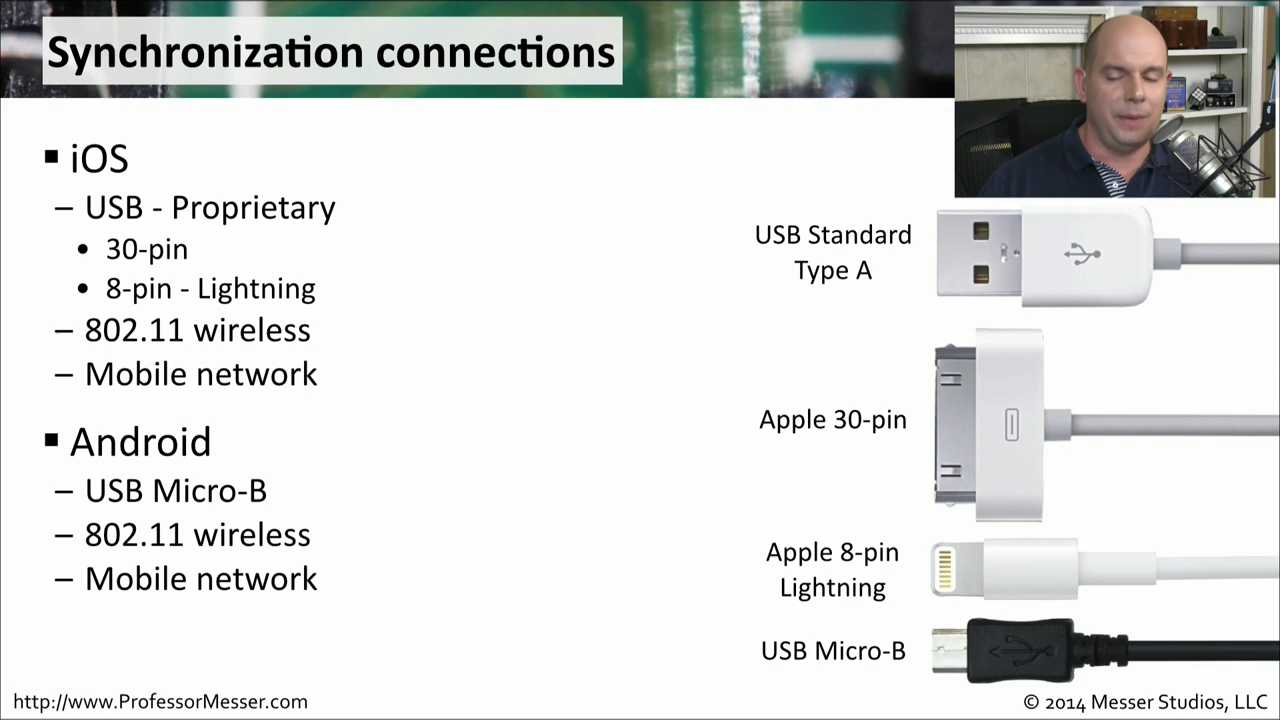 Synchronization connections
▪ iOS
– USB - Proprietary
• 30-pin
• 8-pin - Lightning
– 802.11 wireless
– Mobile network
▪ Android
– USB Micro-B
– 802.11 wireless
– Mobile network
USB Standard
Type A
Apple 30-pin
Apple 8-pin
Lightning
USB Micro-B
http://www.ProfessorMesser.com
© 2014 Messer Studios, LLC